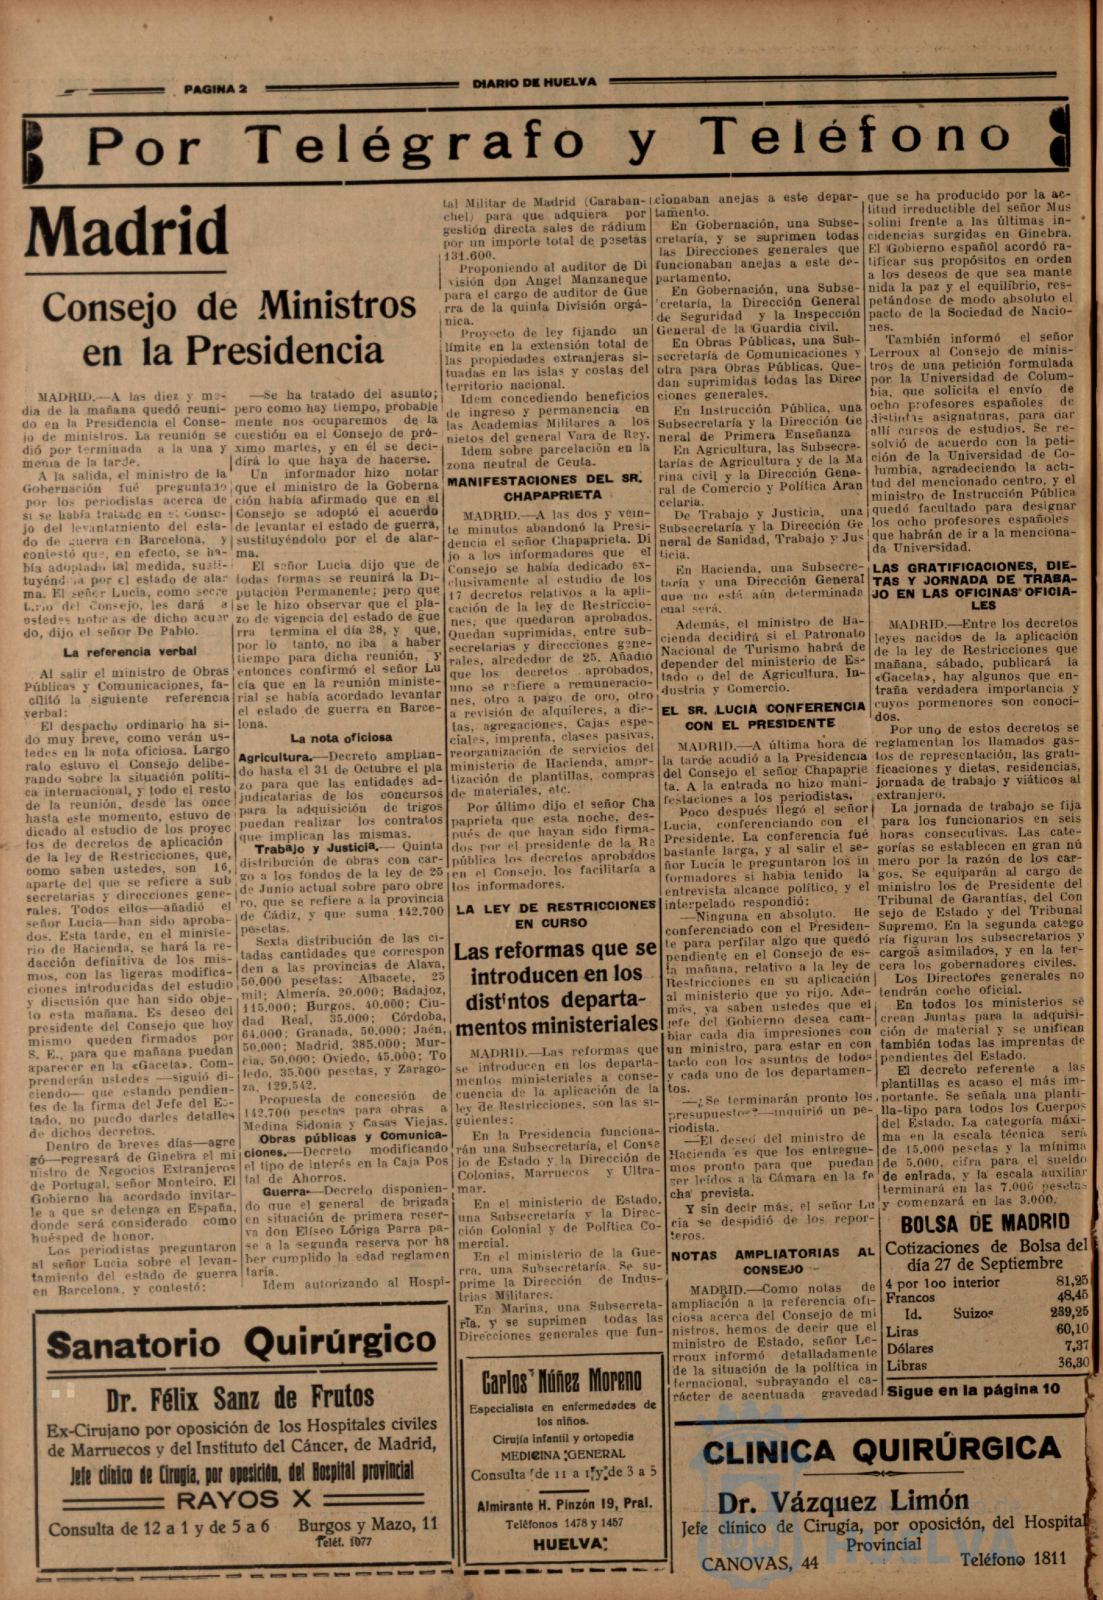 PAGINA 2
DIARIO DE HUELVA
Por Telégrafo y Teléfono
Madrid
Consejo de Ministros
en la Presidencia
MADRID.—A las diez y me-
dia de la mañana quedó reuni-
do en la Presidencia el Conse-
jo de ministros. La reunión se
dió por terminada a la una y
media de la tarde.
A la salida, el ministro de la
Gobernación fué preguntado
por los periodistas acerca de
si se había tratado en el Conse-
jo del levantamiento del esta-
do de guerra en Barcelona, y
contestó que, en efecto, se ha-
bía adoptado tal medida, susti-
tuyéndola por el estado de alar
ma. El señor Lucia, como secre
tario del Consejo, les dará a
ustedes noticias de dicho acuer
do, dijo el señor De Pablo.
La referencia verbal
Al salir el ministro de Obras
Públicas y Comunicaciones, fa-
cilitó la siguiente referencia
verbal:
El despacho ordinario ha si-
do muy breve, como verán us-
tedes en la nota oficiosa. Largo
rato estuvo el Consejo delibe-
rando sobre la situación políti-
ca internacional, y todo el resto
de la reunión, desde las once
hasta este momento, estuvo de
dicado al estudio de los proyec
tos de decretos de aplicación
de la ley de Restricciones, que,
como saben ustedes, son 16,
aparte del que se refiere a sub
secretarias y direcciones gene-
rales. Todos ellos—añadió el
señor Lucia—han sido aproba-
dos. Esta tarde, en el ministe-
rio de Hacienda, se hará la re-
dacción definitiva de los mis-
mos, con las ligeras modifica-
ciones introducidas del estudio
y discusión que han sido obje-
to esta mañana. Es deseo del
presidente del Consejo que hoy
mismo queden firmados por
S. E., para que mañana puedan
aparecer en la «Gaceta». Com-
prenderán ustedes —siguió di-
ciendo— que estando pendien-
tes de la firma del Jefe del Es-
tado, no puedo darles detalles
de dichos decretos.
Dentro de breves días—agre
gó—regresará de Ginebra el mi
nistro de Negocios Extranjeros
de Portugal, señor Monteiro. El
Gobierno ha acordado invitar-
le a que se detenga en España,
donde será considerado como
huésped de honor.
Los periodistas preguntaron
al señor Lucia sobre el levan-
tamiento del estado de guerra
en Barcelona, y contestó:
—Se ha tratado del asunto;
pero como hay tiempo, probable
mente nos ocuparemos de la
cuestión en el Consejo de pró-
ximo martes, y en él se deci-
dirá lo que haya de hacerse.
Un informador hizo notar
que el ministro de la Goberna
ción había afirmado que en el
Consejo se adoptó el acuerdo
de levantar el estado de guerra,
sustituyéndolo por el de alar-
ma.
El señor Lucia dijo que de
todas formas se reunirá la Di-
putación Permanente; pero que
se le hizo observar que el pla-
zo de vigencia del estado de gue
rra termina el día 28, y que,
por lo tanto, no iba a haber
tiempo para dicha reunión, y
entonces confirmó el señor Lu
cia que en la reunión ministe-
rial se había acordado levantar
el estado de guerra en Barce-
lona.
La nota oficiosa
Agricultura.—Decreto amplian-
do hasta el 31 de Octubre el pla
zo para que las entidades ad-
judicatarias de los concursos
para la adquisición de trigos
puedan realizar los contratos
que implican las mismas.
Trabajo y Justicia.— Quinta
distribución de obras con car-
go a los fondos de la ley de 25
de Junio actual sobre paro obre
ro, que se refiere a la provincia
de Cádiz, y que suma 142.700
pesetas.
Sexta distribución de las ci-
tadas cantidades que correspon
den a las provincias de Alava,
50.000 pesetas; Albacete, 25
mil; Almería, 20.000; Badajoz,
115.000; Burgos, 40.000; Ciu-
dad Real, 35.000; Córdoba,
64.000; Granada, 50.000; Jaén,
50.000; Madrid, 385.000; Mur-
cia, 50.000; Oviedo, 45.000; To
ledo, 35.000 pesetas, y Zarago-
za, 129.542.
Propuesta de concesión de
142.700 pesetas para obras a
Medina Sidonia y Casas Viejas.
Obras públicas y Comunica-
ciones.—Decreto modificando
el tipo de interés en la Caja Pos
tal de Ahorros.
Guerra.—Decreto disponien-
do que el general de brigada
en situación de primera reser-
va don Elíseo Lóriga Parra pa-
se a la segunda reserva por ha
ber cumplido la edad reglamen
taria.
Idem autorizando al Hospi-
tal Militar de Madrid (Caraban-
chel) para que adquiera por
gestión directa sales de rádium
por un importe total de pesetas
131.600.
Proponiendo al auditor de Di
visión don Angel Manzaneque
para el cargo de auditor de Gue
rra de la quinta División orgá-
nica.
Proyecto de ley fijando un
límite en la extensión total de
las propiedades extranjeras si-
tuadas en las islas y costas del
territorio nacional.
Idem concediendo beneficios
de ingreso y permanencia en
las Academias Militares a los
nietos del general Vara de Rey.
Idem sobre parcelación en la
zona neutral de Ceuta.
MANIFESTACIONES DEL SR.
CHAPAPRIETA
MADRID.—A las dos y vein-
te minutos abandonó la Presi-
dencia el señor Chapaprieta. Di
jo a los informadores que el
Consejo se había dedicado ex-
clusivamente al estudio de los
17 decretos relativos a la apli-
cación de la ley de Restriccio-
nes, que quedaron aprobados.
Quedan suprimidas, entre sub-
secretarias y direcciones gene-
rales, alrededor de 25. Añadió
que los decretos aprobados,
uno se refiere a remuneracio-
nes, otro a pago de oro, otro
a revisión de alquileres, a die-
tas, agregaciones, Cajas espe-
ciales, imprenta, clases pasivas,
reorganización de servicios del
ministerio de Hacienda, amor-
tización de plantillas, compras
de materiales, etc.
Por último dijo el señor Cha
paprieta que esta noche, des-
pués de que hayan sido firma-
dos por el presidente de la Re
pública los decretos aprobados
en el Consejo, los facilitaría a
los informadores.
LA LEY DE RESTRICCIONES
EN CURSO
Las reformas que se
introducen en los
distintos departa-
mentos ministeriales
MADRID.—Las reformas que
se introducen en los departa-
mentos ministeriales a conse-
cuencia de la aplicación de la
ley de Restricciones, son las si-
guientes:
En la Presidencia funciona-
rán una Subsecretaría, el Conse
jo de Estado y la Dirección de
Colonias, Marruecos y Ultra-
mar.
En el ministerio de Estado,
una Subsecretaría y la Direc-
ción Colonial y de Política Co-
mercial.
En el ministerio de la Gue-
rra, una Subsecretaría. Se su-
prime la Dirección de Indus-
trias Militares.
En Marina, una Subsecreta-
ría, y se suprimen todas las
Direcciones generales que fun-
cionaban anejas a este depar-
tamento.
En Gobernación, una Subse-
cretaría, y se suprimen todas
las Direcciones generales que
funcionaban anejas a este de-
partamento.
En Gobernación, una Subse-
cretaría, la Dirección General
de Seguridad y la Inspección
General de la Guardia civil.
En Obras Públicas, una Sub-
secretaría de Comunicaciones y
otra para Obras Públicas. Que-
dan suprimidas todas las Direc
ciones generales.
En Instrucción Pública, una
Subsecretaría y la Dirección Ge
neral de Primera Enseñanza.
En Agricultura, las Subsecre-
tarías de Agricultura y de la Ma
rina civil y la Dirección Gene-
ral de Comercio y Política Aran
celaria.
De Trabajo y Justicia, una
Subsecretaría y la Dirección Ge
neral de Sanidad, Trabajo y Jus
ticia.
En Hacienda, una Subsecre-
taría y una Dirección General
que no está aún determinada
cual será.
Además, el ministro de Ha-
cienda decidirá si el Patronato
Nacional de Turismo habrá de
depender del ministerio de Es-
tado o del de Agricultura, In-
dustria y Comercio.
EL SR. LUCIA CONFERENCIA
CON EL PRESIDENTE
MADRID.—A última hora de
la tarde acudió a la Presidencia
del Consejo el señor Chapaprie
ta. A la entrada no hizo mani-
festaciones a los periodistas.
Poco después llegó el señor
Lucia, conferenciando con el
Presidente. La conferencia fué
bastante larga, y al salir el se-
ñor Lucia le preguntaron los in
formadores si había tenido la
entrevista alcance político, y el
interpelado respondió:
—Ninguna en absoluto. He
conferenciado con el Presiden-
te para perfilar algo que quedó
pendiente en el Consejo de es-
ta mañana, relativo a la ley de
Restricciones en su aplicación
al ministerio que yo rijo. Ade-
más, ya saben ustedes que el
jefe del Gobierno desea cam-
biar cada día impresiones con
un ministro, para estar en con
tacto con los asuntos de todos
y cada uno de los departamen-
tos.
—¿Se terminarán pronto los
presupuestos?—inquirió un pe-
riodista.
—El deseo del ministro de
Hacienda es que los entregue-
mos pronto para que puedan
ser leídos a la Cámara en la fe
cha prevista.
Y sin decir más, el señor Lu
cia se despidió de los repor-
teros.
NOTAS AMPLIATORIAS AL
CONSEJO
MADRID.—Como notas de
ampliación a la referencia ofi-
ciosa acerca del Consejo de mi
nistros, hemos de decir que el
ministro de Estado, señor Le-
rroux informó detalladamente
de la situación de la política in
ternacional, subrayando el ca-
rácter de acentuada gravedad
que se ha producido por la ac-
titud irreductible del señor Mus
solini frente a las últimas in-
cidencias surgidas en Ginebra.
El Gobierno español acordó ra-
tificar sus propósitos en orden
a los deseos de que sea mante
nida la paz y el equilibrio, res-
petándose de modo absoluto el
pacto de la Sociedad de Nacio-
nes.
También informó el señor
Lerroux al Consejo de minis-
tros de una petición formulada
por la Universidad de Colum-
bia, que solicita el envío de
ocho profesores españoles de
distintas asignaturas, para dar
allí cursos de estudios. Se re-
solvió de acuerdo con la peti-
ción de la Universidad de Co-
lumbia, agradeciendo la acti-
tud del mencionado centro, y el
ministro de Instrucción Pública
quedó facultado para designar
los ocho profesores españoles
que habrán de ir a la menciona-
da Universidad.
LAS GRATIFICACIONES, DIE-
TAS Y JORNADA DE TRABA-
JO EN LAS OFICINAS OFICIA-
LES
MADRID.—Entre los decretos
leyes nacidos de la aplicación
de la ley de Restricciones que
mañana, sábado, publicará la
«Gaceta», hay algunos que en-
traña verdadera importancia y
cuyos pormenores son conoci-
dos.
Por uno de estos decretos se
reglamentan los llamados gas-
tos de representación, las grati-
ficaciones y dietas, residencias,
jornada de trabajo y viáticos al
extranjero.
La jornada de trabajo se fija
para los funcionarios en seis
horas consecutivas. Las cate-
gorías se establecen en gran nú
mero por la razón de los car-
gos. Se equiparán al cargo de
ministro los de Presidente del
Tribunal de Garantías, del Con
sejo de Estado y del Tribunal
Supremo. En la segunda catego
ría figuran los subsecretarios y
cargos asimilados, y en la ter-
cera los gobernadores civiles.
Los Directores generales no
tendrán coche oficial.
En todos los ministerios se
crean Juntas para la adquisi-
ción de material y se unifican
también todas las imprentas de
pendientes del Estado.
El decreto referente a las
plantillas es acaso el más im-
portante. Se señala una planti-
lla-tipo para todos los Cuerpos
del Estado. La categoría máxi-
ma en la escala técnica será
de 15.000 pesetas y la mínima
de 5.000, cifra para el sueldo
de entrada, y la escala auxiliar
terminará en las 7.000 pesetas
y comenzará en las 3.000.
BOLSA DE MADRID
Cotizaciones de Bolsa del
día 27 de Septiembre
4 por 100 interior 81,25
Francos 48,45
Id. Suizos 239,25
Liras 60,10
Dólares 7,37
Libras 36,30
Sigue en la página 10
Sanatorio Quirúrgico
Dr. Félix Sanz de Frutos
Ex-Cirujano por oposición de los Hospitales civiles
de Marruecos y del Instituto del Cáncer, de Madrid,
Jefe clínico de Cirugía, por oposición, del Hospital provincial
RAYOS X
Consulta de 12 a 1 y de 5 a 6 Burgos y Mazo, 11
Teléf. 1077
Carlos Núñez Moreno
Especialista en enfermedades de
los niños.
Cirujía infantil y ortopedia
MEDICINA GENERAL
Consulta de 11 a 1 y de 3 a 5
Almirante H. Pinzón 19, Pral.
Teléfonos 1478 y 1457
HUELVA
CLINICA QUIRÚRGICA
Dr. Vázquez Limón
Jefe clínico de Cirugía, por oposición, del Hospital
Provincial
CANOVAS, 44 Teléfono 1811
HUELVA